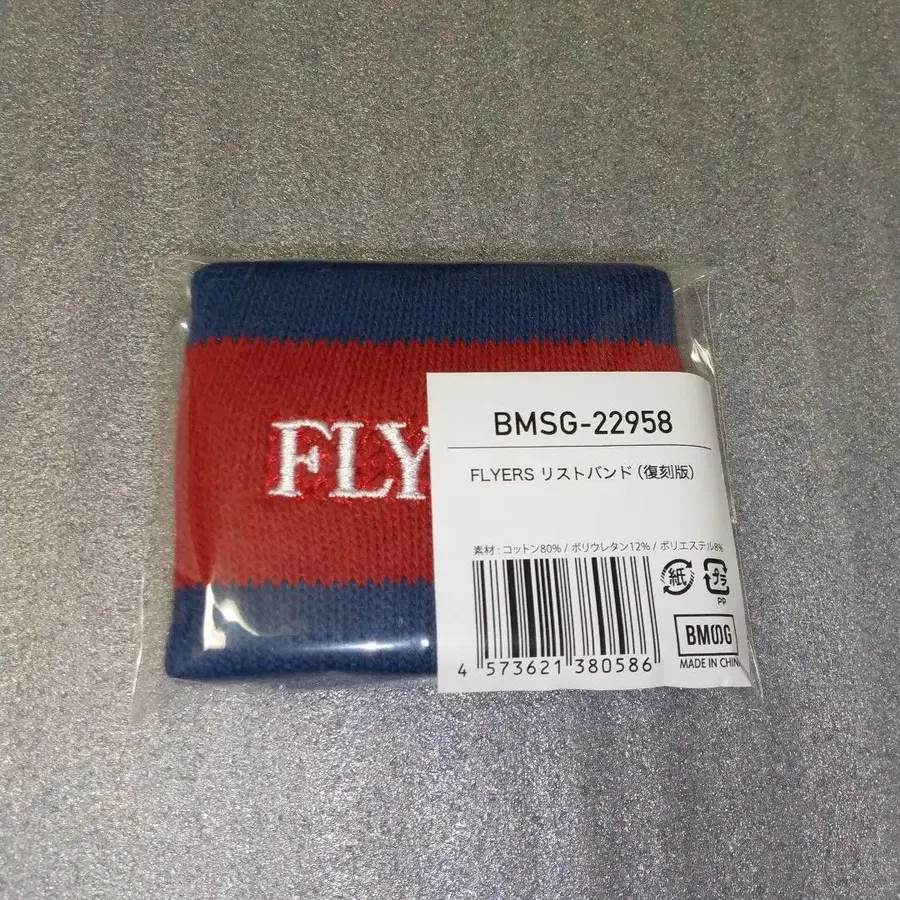 FLY
BMSG-22958
FLYERS リストバンド（復刻版）
素材 : コットン80% / ポリウレタン12% / ポリエステル8%
紙 プラ
PP
4 573621 380586
BMSG
MADE IN CHINA